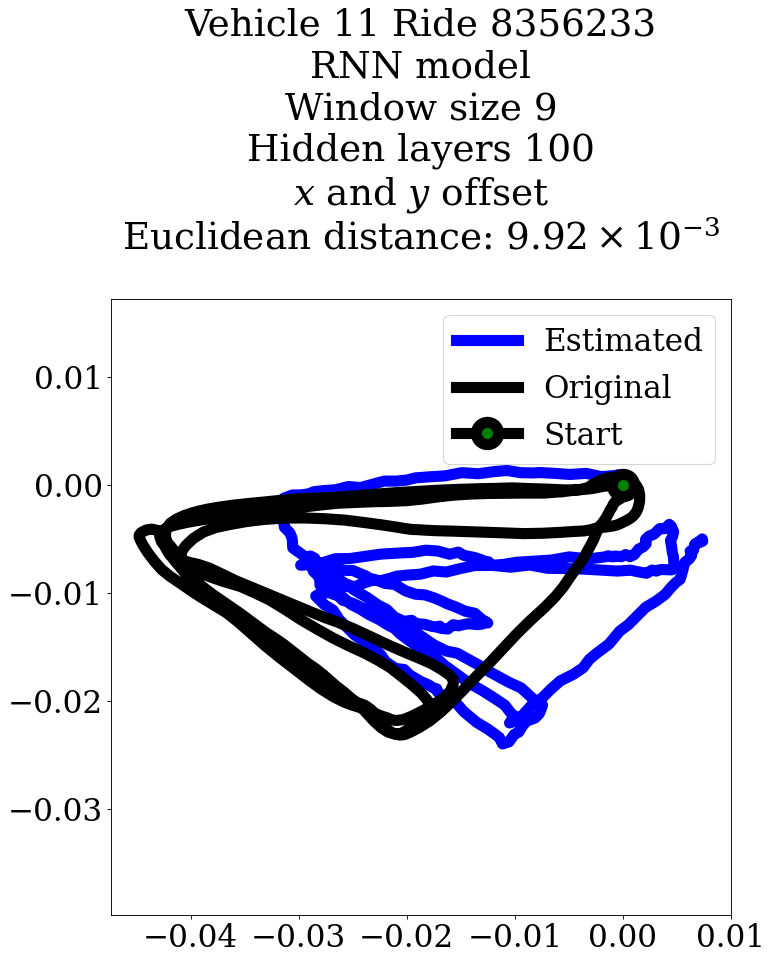 Vehicle 11 Ride 8356233
RNN model
Window size 9
Hidden layers 100
x and y offset
Euclidean distance: 9.92 × 10⁻³
Estimated
Original
Start
0.01
0.00
−0.01
−0.02
−0.03
−0.04 −0.03 −0.02 −0.01 0.00 0.01